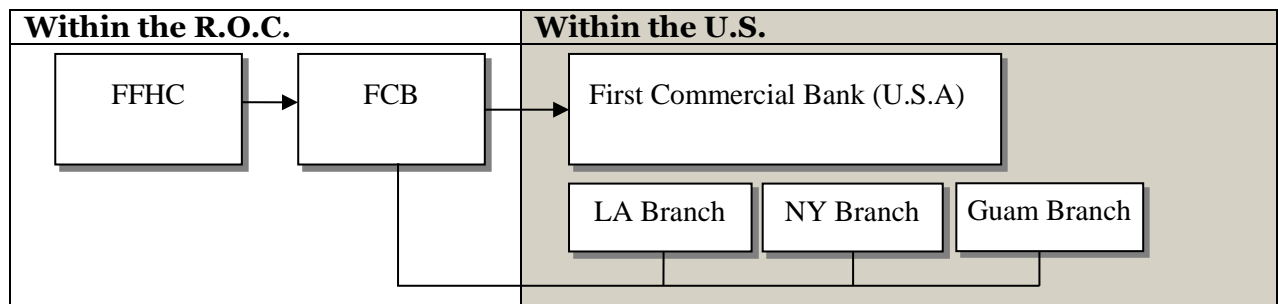 Within the R.O.C.
Within the U.S.
FFHC
FCB
First Commercial Bank (U.S.A)
LA Branch
NY Branch
Guam Branch